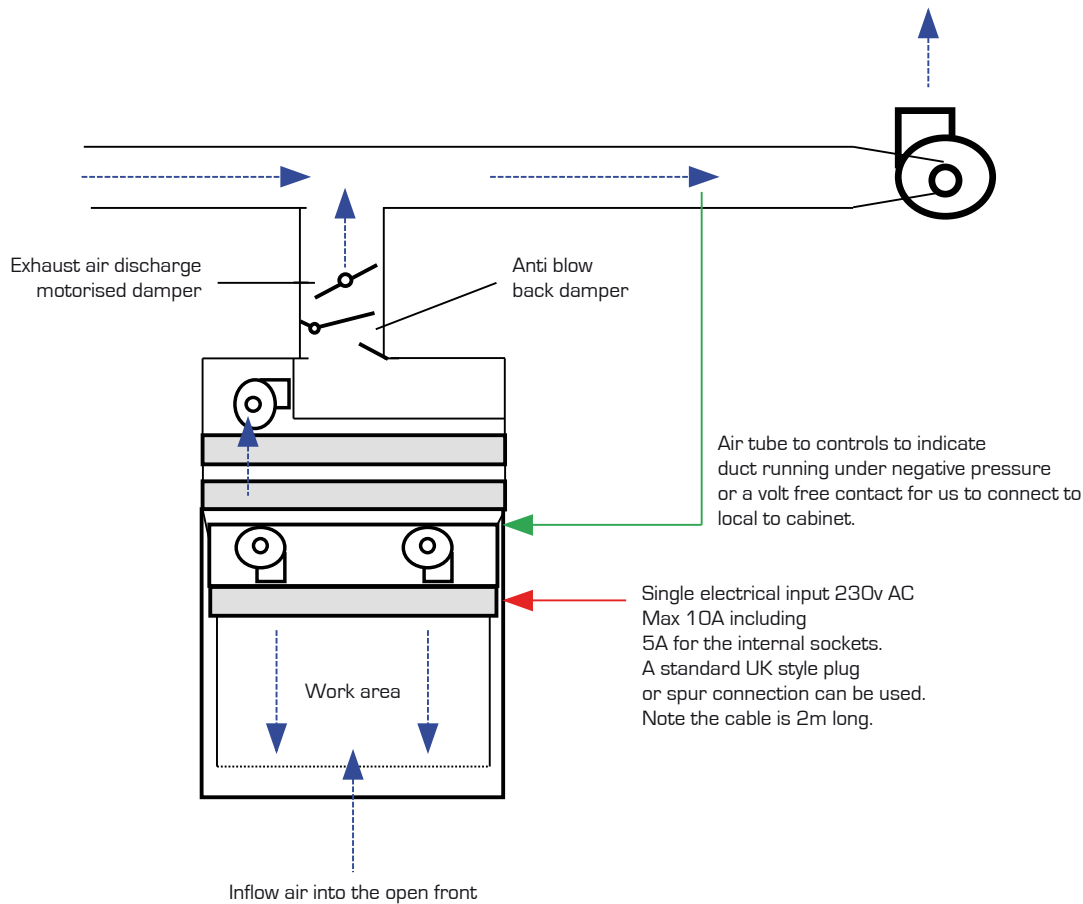 Exhaust air discharge
motorised damper
Anti blow
back damper
Air tube to controls to indicate
duct running under negative pressure
or a volt free contact for us to connect to
local to cabinet.
Single electrical input 230v AC
Max 10A including
5A for the internal sockets.
A standard UK style plug
or spur connection can be used.
Note the cable is 2m long.
Work area
Inflow air into the open front